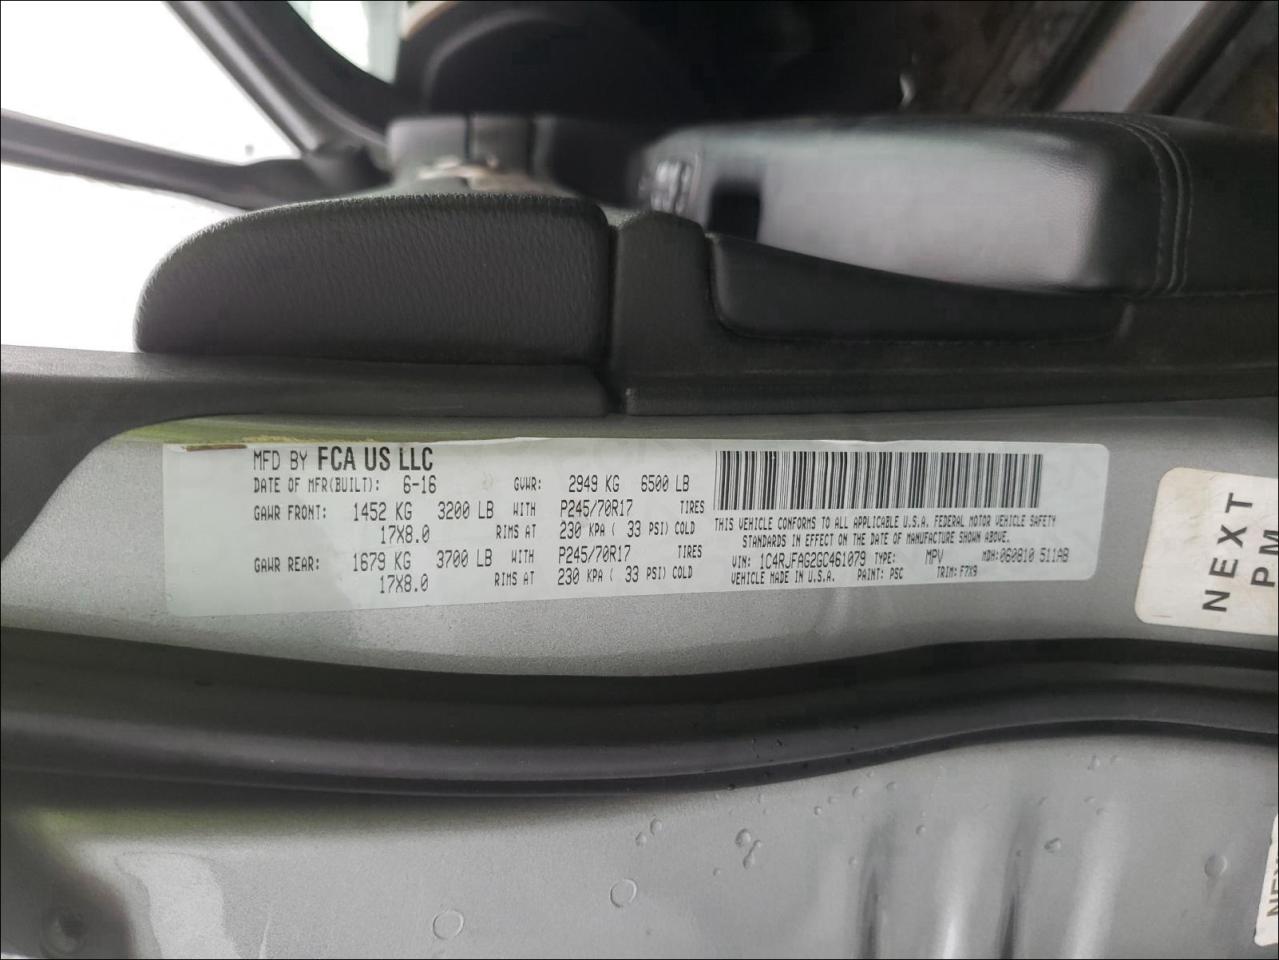 MFD BY FCA US LLC
DATE OF MFR(BUILT): 6-16 GVWR: 2949 KG 6500 LB
GAWR FRONT: 1452 KG 3200 LB WITH P245/70R17 TIRES
17X8.0 RIMS AT 230 KPA ( 33 PSI) COLD
GAWR REAR: 1679 KG 3700 LB WITH P245/70R17 TIRES
17X8.0 RIMS AT 230 KPA ( 33 PSI) COLD
THIS VEHICLE CONFORMS TO ALL APPLICABLE U.S.A. FEDERAL MOTOR VEHICLE SAFETY
STANDARDS IN EFFECT ON THE DATE OF MANUFACTURE SHOWN ABOVE.
VIN: 1C4RJFAG2GC461079 TYPE: MPV MDH: 060810 511AB
VEHICLE MADE IN U.S.A. PAINT: PSC TRIM: F7X9
NEXT
PM